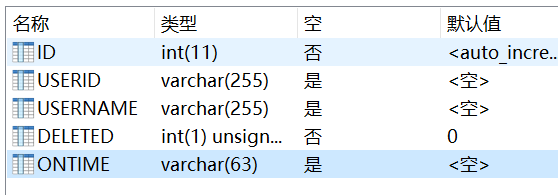 名称 类型 空 默认值
ID int(11) 否 <auto_incre...
USERID varchar(255) 是 <空>
USERNAME varchar(255) 是 <空>
DELETED int(1) unsign... 否 0
ONTIME varchar(63) 是 <空>